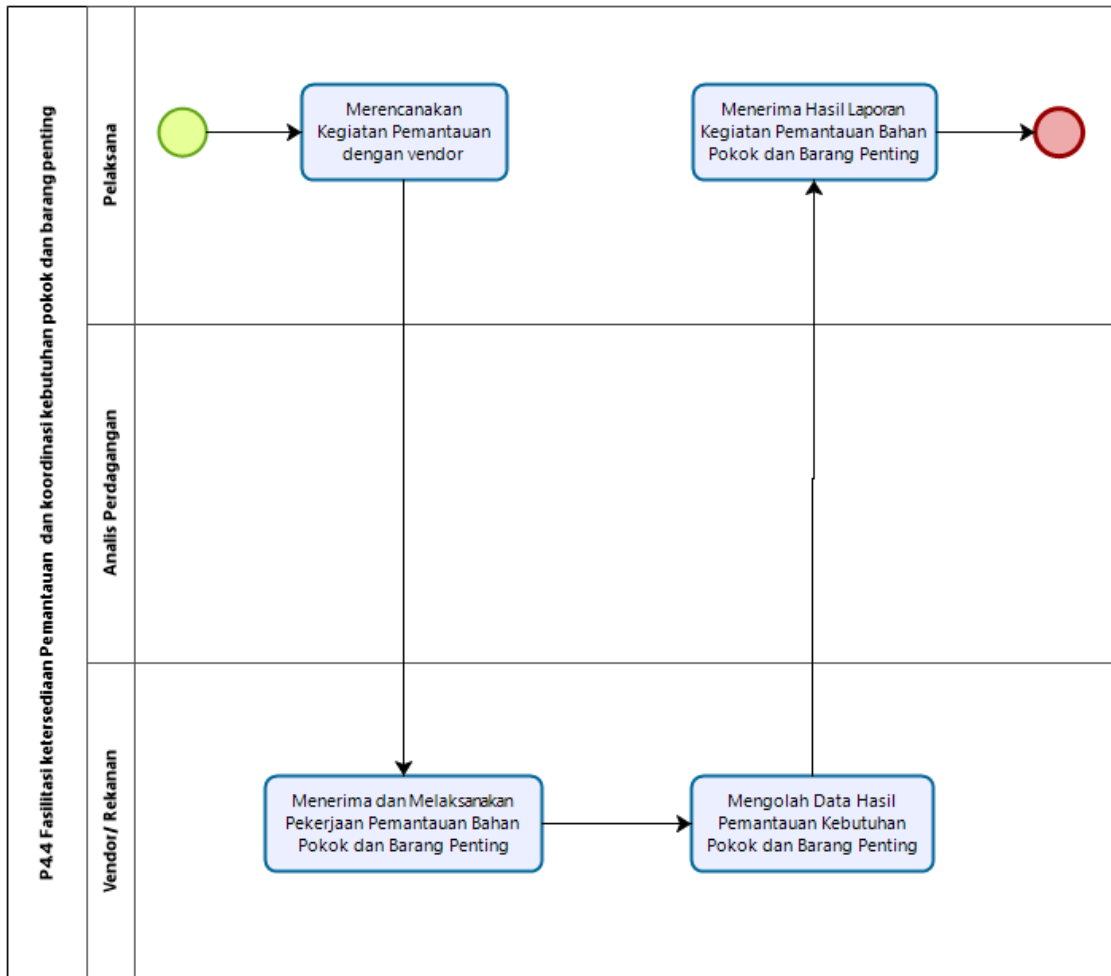 P4.4 Fasilitasi ketersediaan Pemantauan dan koordinasi kebutuhan pokok dan barang penting
Pelaksana
Merencanakan
Kegiatan Pemantauan
dengan vendor
Menerima Hasil Laporan
Kegiatan Pemantauan Bahan
Pokok dan Barang Penting
Analis Perdagangan
Vendor/ Rekanan
Menerima dan Melaksanakan
Pekerjaan Pemantauan Bahan
Pokok dan Barang Penting
Mengolah Data Hasil
Pemantauan Kebutuhan
Pokok dan Barang Penting